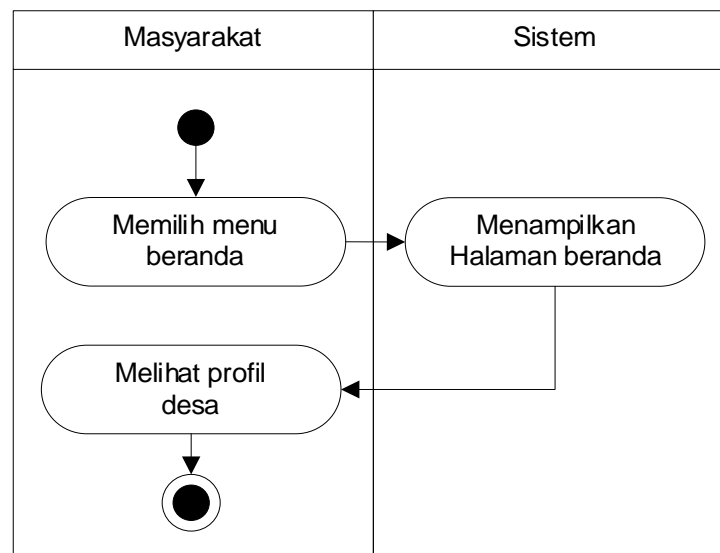 Masyarakat
Sistem
Memilih menu
beranda
Menampilkan
Halaman beranda
Melihat profil
desa